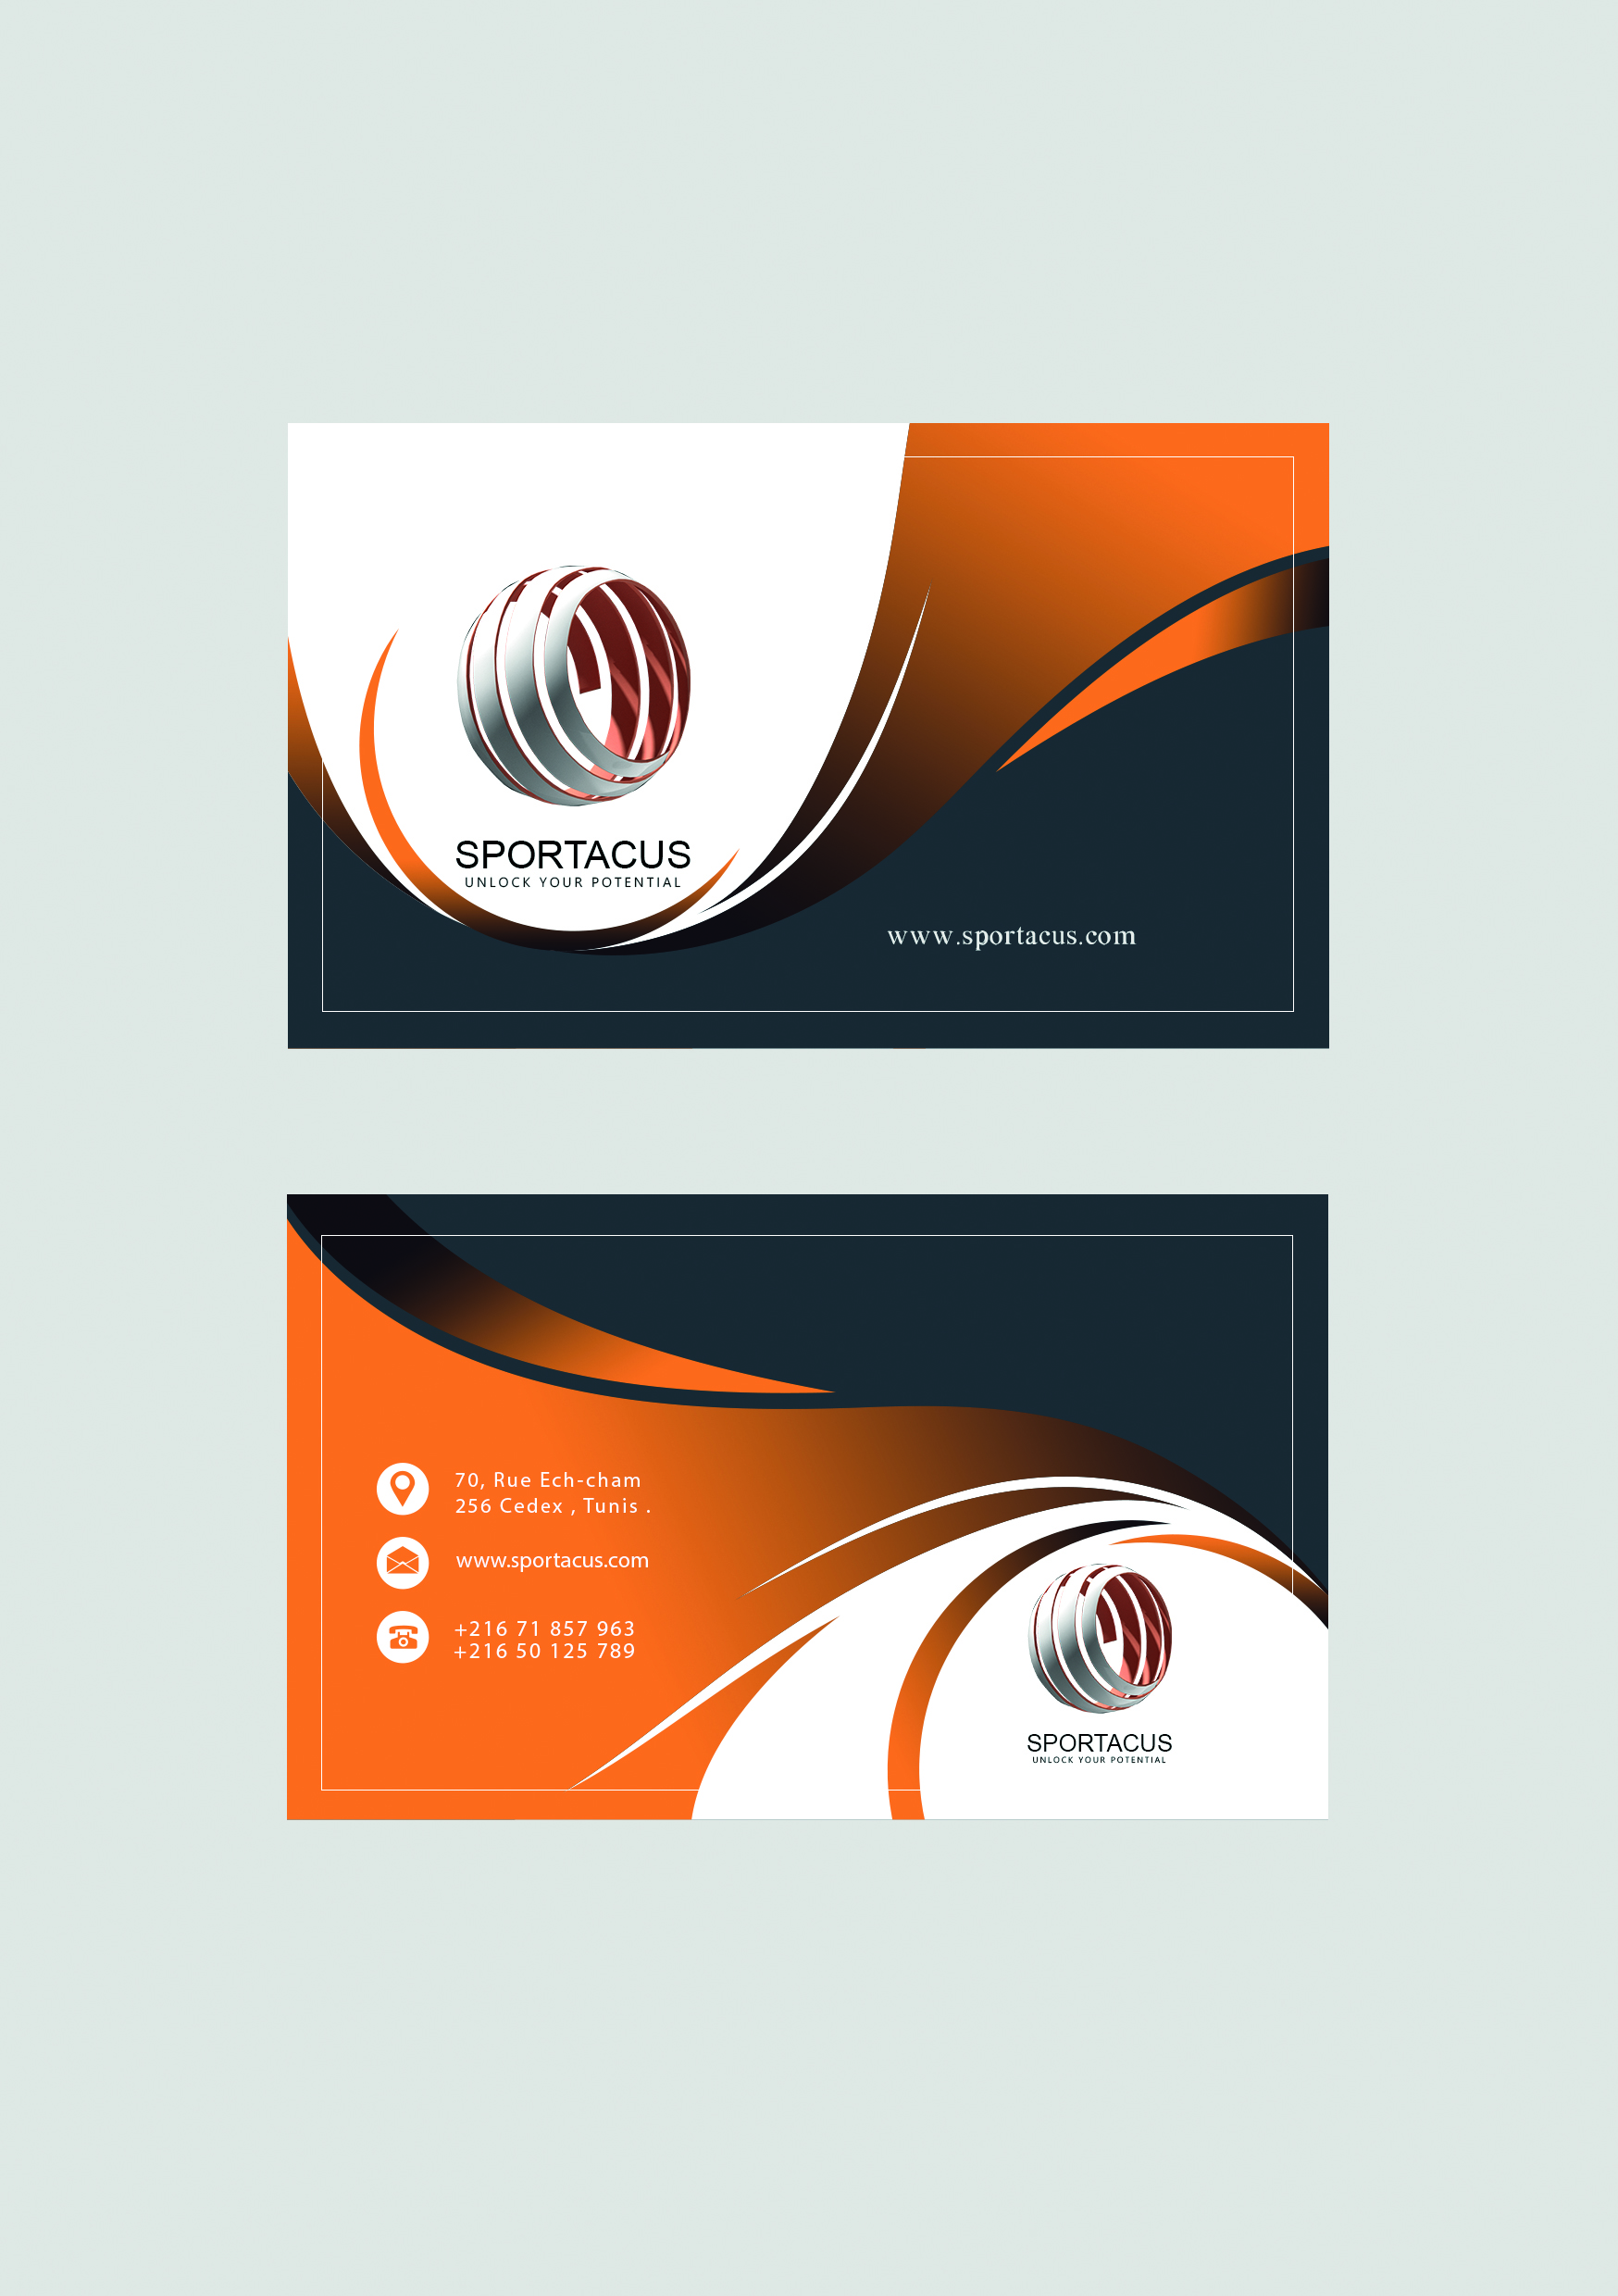 SPORTACUS
UNLOCK YOUR POTENTIAL
www.sportacus.com
70, Rue Ech-cham
256 Cedex , Tunis .
www.sportacus.com
+216 71 857 963
+216 50 125 789
SPORTACUS
UNLOCK YOUR POTENTIAL